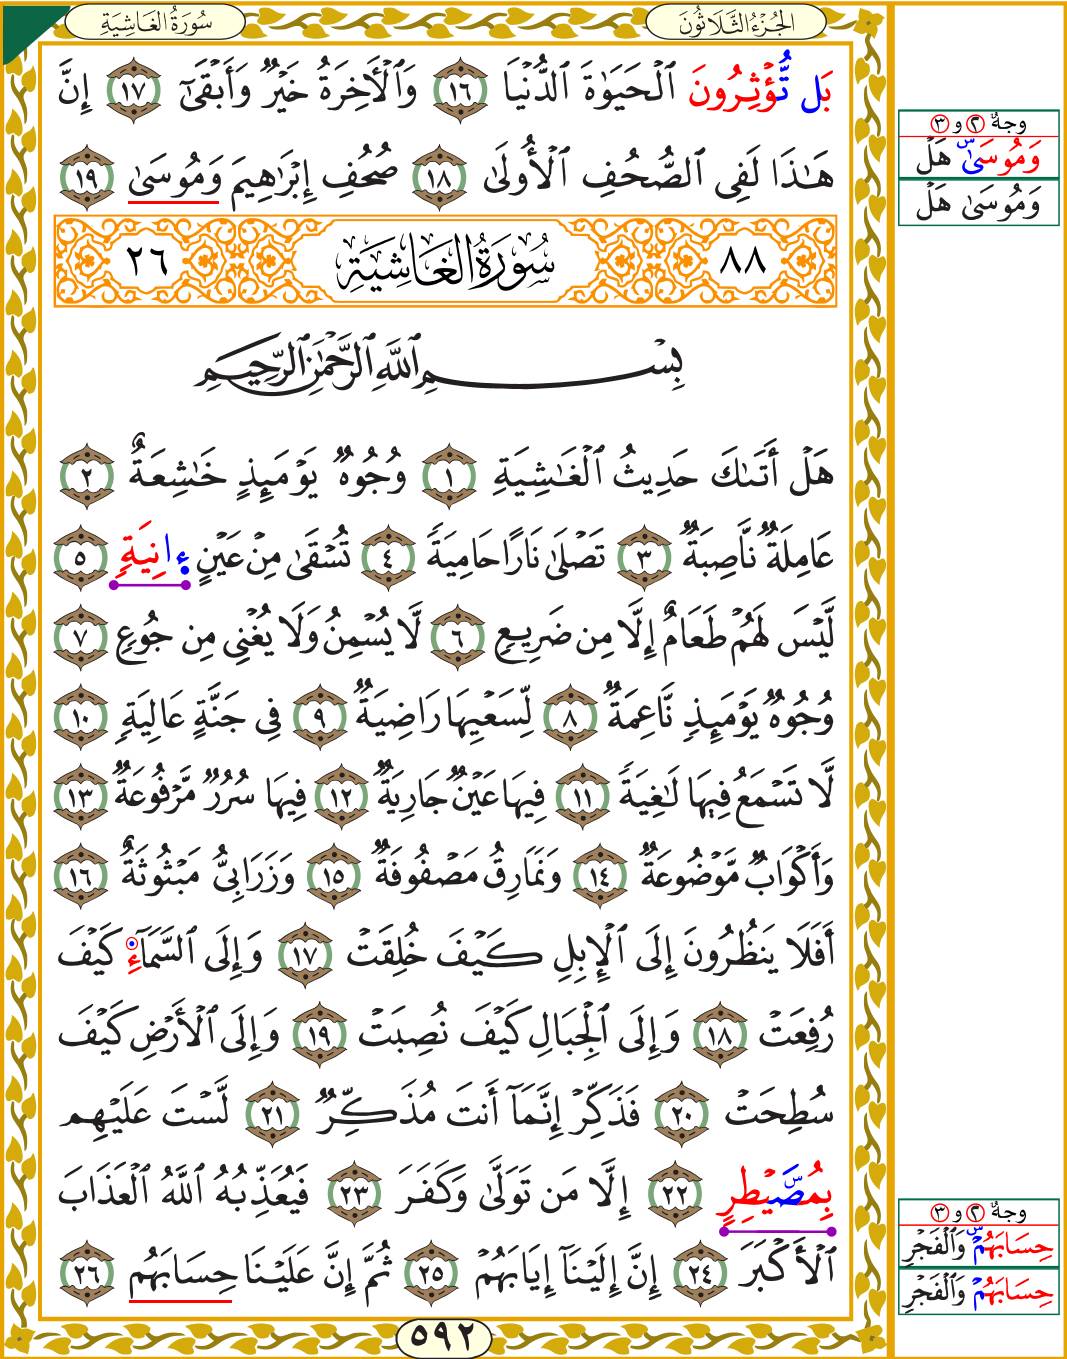 سُورَةُ الغَاشِيَةِ
الجُزْءُ الثَّلَاثُونَ
بَل تُّؤْثِرُونَ ٱلْحَيَوٰةَ ٱلدُّنْيَا ١٦ وَٱلْأَخِرَةُ خَيْرٌ وَأَبْقَىٰٓ ١٧ إِنَّ
هَـٰذَا لَفِى ٱلصُّحُفِ ٱلْأُولَىٰ ١٨ صُحُفِ إِبْرَٰهِيمَ وَمُوسَىٰ ١٩
٨٨ سُورَةُ الغَاشِيَةِ ٢٦
بِسْمِ ٱللَّهِ ٱلرَّحْمَـٰنِ ٱلرَّحِيمِ
هَلْ أَتَىٰكَ حَدِيثُ ٱلْغَـٰشِيَةِ ١ وُجُوهٌ يَوْمَئِذٍ خَـٰشِعَةٌ ٢
عَامِلَةٌ نَّاصِبَةٌ ٣ تَصْلَىٰ نَارًا حَامِيَةً ٤ تُسْقَىٰ مِنْ عَيْنٍ ءَانِيَةٍ ٥
لَّيْسَ لَهُمْ طَعَامٌ إِلَّا مِن ضَرِيعٍ ٦ لَّا يُسْمِنُ وَلَا يُغْنِى مِن جُوعٍ ٧
وُجُوهٌ يَوْمَئِذٍ نَّاعِمَةٌ ٨ لِّسَعْيِهَا رَاضِيَةٌ ٩ فِى جَنَّةٍ عَالِيَةٍ ١٠
لَّا تَسْمَعُ فِيهَا لَـٰغِيَةً ١١ فِيهَا عَيْنٌ جَارِيَةٌ ١٢ فِيهَا سُرُرٌ مَّرْفُوعَةٌ ١٣
وَأَكْوَابٌ مَّوْضُوعَةٌ ١٤ وَنَمَارِقُ مَصْفُوفَةٌ ١٥ وَزَرَابِىُّ مَبْثُوثَةٌ ١٦
أَفَلَا يَنظُرُونَ إِلَى ٱلْإِبِلِ كَيْفَ خُلِقَتْ ١٧ وَإِلَى ٱلسَّمَآءِ كَيْفَ
رُفِعَتْ ١٨ وَإِلَى ٱلْجِبَالِ كَيْفَ نُصِبَتْ ١٩ وَإِلَى ٱلْأَرْضِ كَيْفَ
سُطِحَتْ ٢٠ فَذَكِّرْ إِنَّمَآ أَنتَ مُذَكِّرٌ ٢١ لَّسْتَ عَلَيْهِم
بِمُصَۜيْطِرٍ ٢٢ إِلَّا مَن تَوَلَّىٰ وَكَفَرَ ٢٣ فَيُعَذِّبُهُ ٱللَّهُ ٱلْعَذَابَ
ٱلْأَكْبَرَ ٢٤ إِنَّ إِلَيْنَآ إِيَابَهُمْ ٢٥ ثُمَّ إِنَّ عَلَيْنَا حِسَابَهُم ٢٦
٥٩٢
وجهٌ ٢ و ٣
وَمُوسَىٰۜ هَلْ
وَمُوسَىٰ هَلْ
وجهٌ ٢ و ٣
حِسَابَهُمْۜ وَٱلْفَجْرِ
حِسَابَهُمْ وَٱلْفَجْرِ